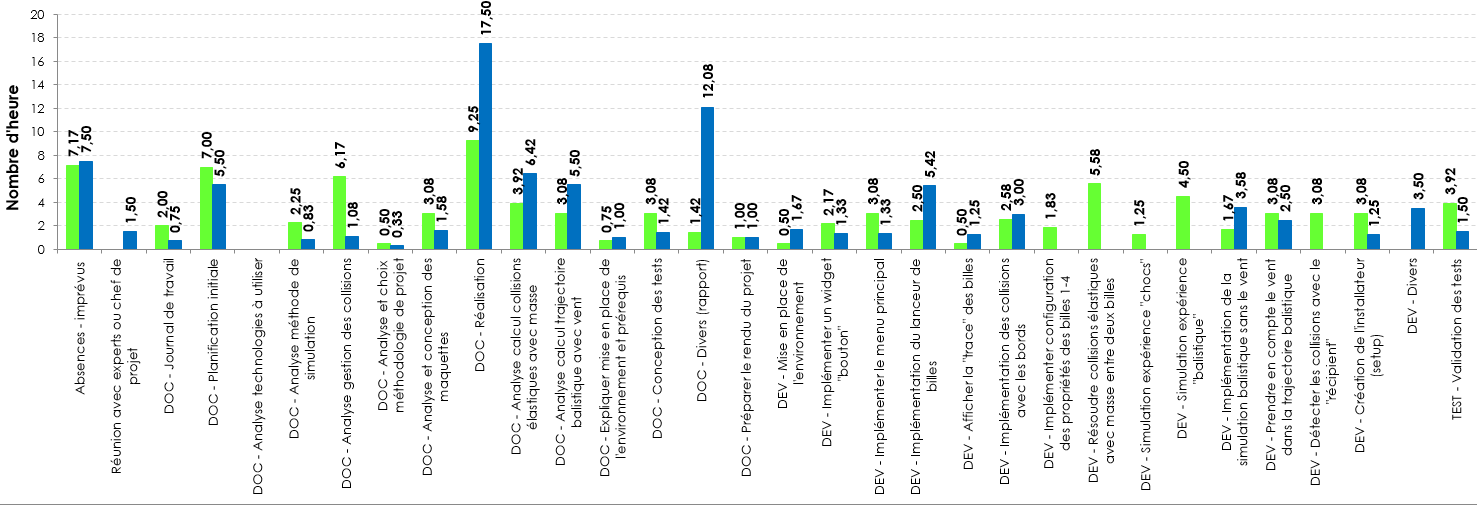 Nombre d'heure
20
18
16
14
12
10
8
6
4
2
0
7,17
7,50
1,50
2,00
0,75
7,00
5,50
2,25
0,83
6,17
1,08
0,50
0,33
3,08
1,58
9,25
17,50
3,92
6,42
3,08
5,50
0,75
1,00
3,08
1,42
1,42
12,08
1,00
1,00
0,50
1,67
2,17
1,33
3,08
1,33
2,50
5,42
0,50
1,25
2,58
3,00
1,83
5,58
1,25
4,50
1,67
3,58
3,08
2,50
3,08
3,08
1,25
3,50
3,92
1,50
Absences - imprévus
Réunion avec experts ou chef de
projet
DOC - Journal de travail
DOC - Planification initiale
DOC - Analyse technologies à utiliser
DOC - Analyse méthode de
simulation
DOC - Analyse gestion des collisions
DOC - Analyse et choix
méthodologie de projet
DOC - Analyse et conception des
maquettes
DOC - Réalisation
DOC - Analyse calcul collisions
élastiques avec masse
DOC - Analyse calcul trajectoire
balistique avec vent
DOC - Expliquer mise en place de
l'environnement et prérequis
DOC - Conception des tests
DOC - Divers (rapport)
DOC - Préparer le rendu du projet
DEV - Mise en place de
l'environnement
DEV - Implémenter un widget
"bouton"
DEV - Implémenter le menu principal
DEV - Implémentation du lanceur de
billes
DEV - Afficher la "trace" des billes
DEV - Implémentation des collisions
avec les bords
DEV - Implémenter configuration
des propriétés des billes 1-4
DEV - Résoudre collisions élastiques
avec masse entre deux billes
DEV - Simulation expérience "chocs"
DEV - Simulation expérience
"balistique"
DEV - Implémentation de la
simulation balistique sans le vent
DEV - Prendre en compte le vent
dans la trajectoire balistique
DEV - Détecter les collisions avec le
"récipient"
DEV - Création de l'installateur
(setup)
DEV - Divers
TEST - Validation des tests